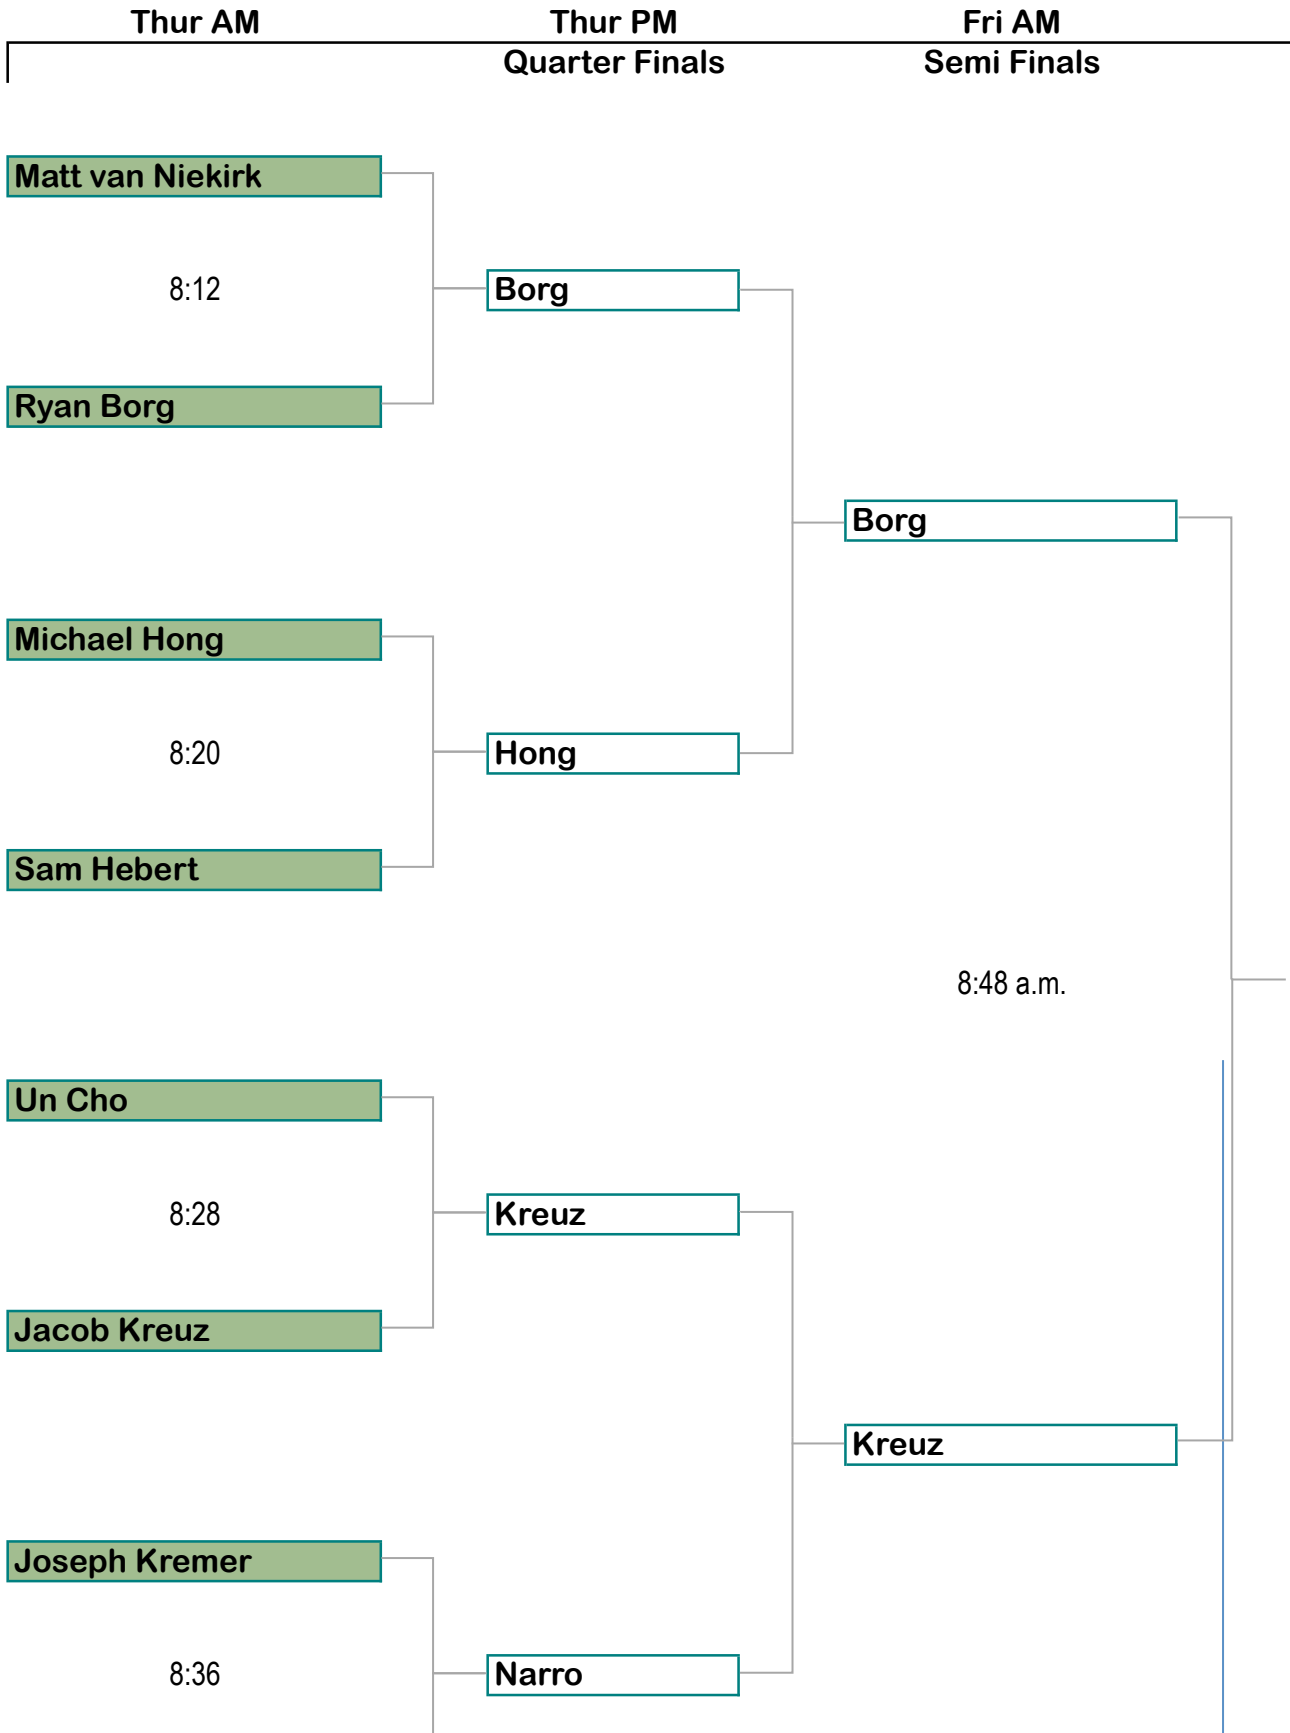 Thur AM Thur PM Fri AM
Quarter Finals Semi Finals
Matt van Niekirk
8:12 Borg
Ryan Borg
Borg
Michael Hong
8:20 Hong
Sam Hebert
8:48 a.m.
Un Cho
8:28 Kreuz
Jacob Kreuz
Kreuz
Joseph Kremer
8:36 Narro